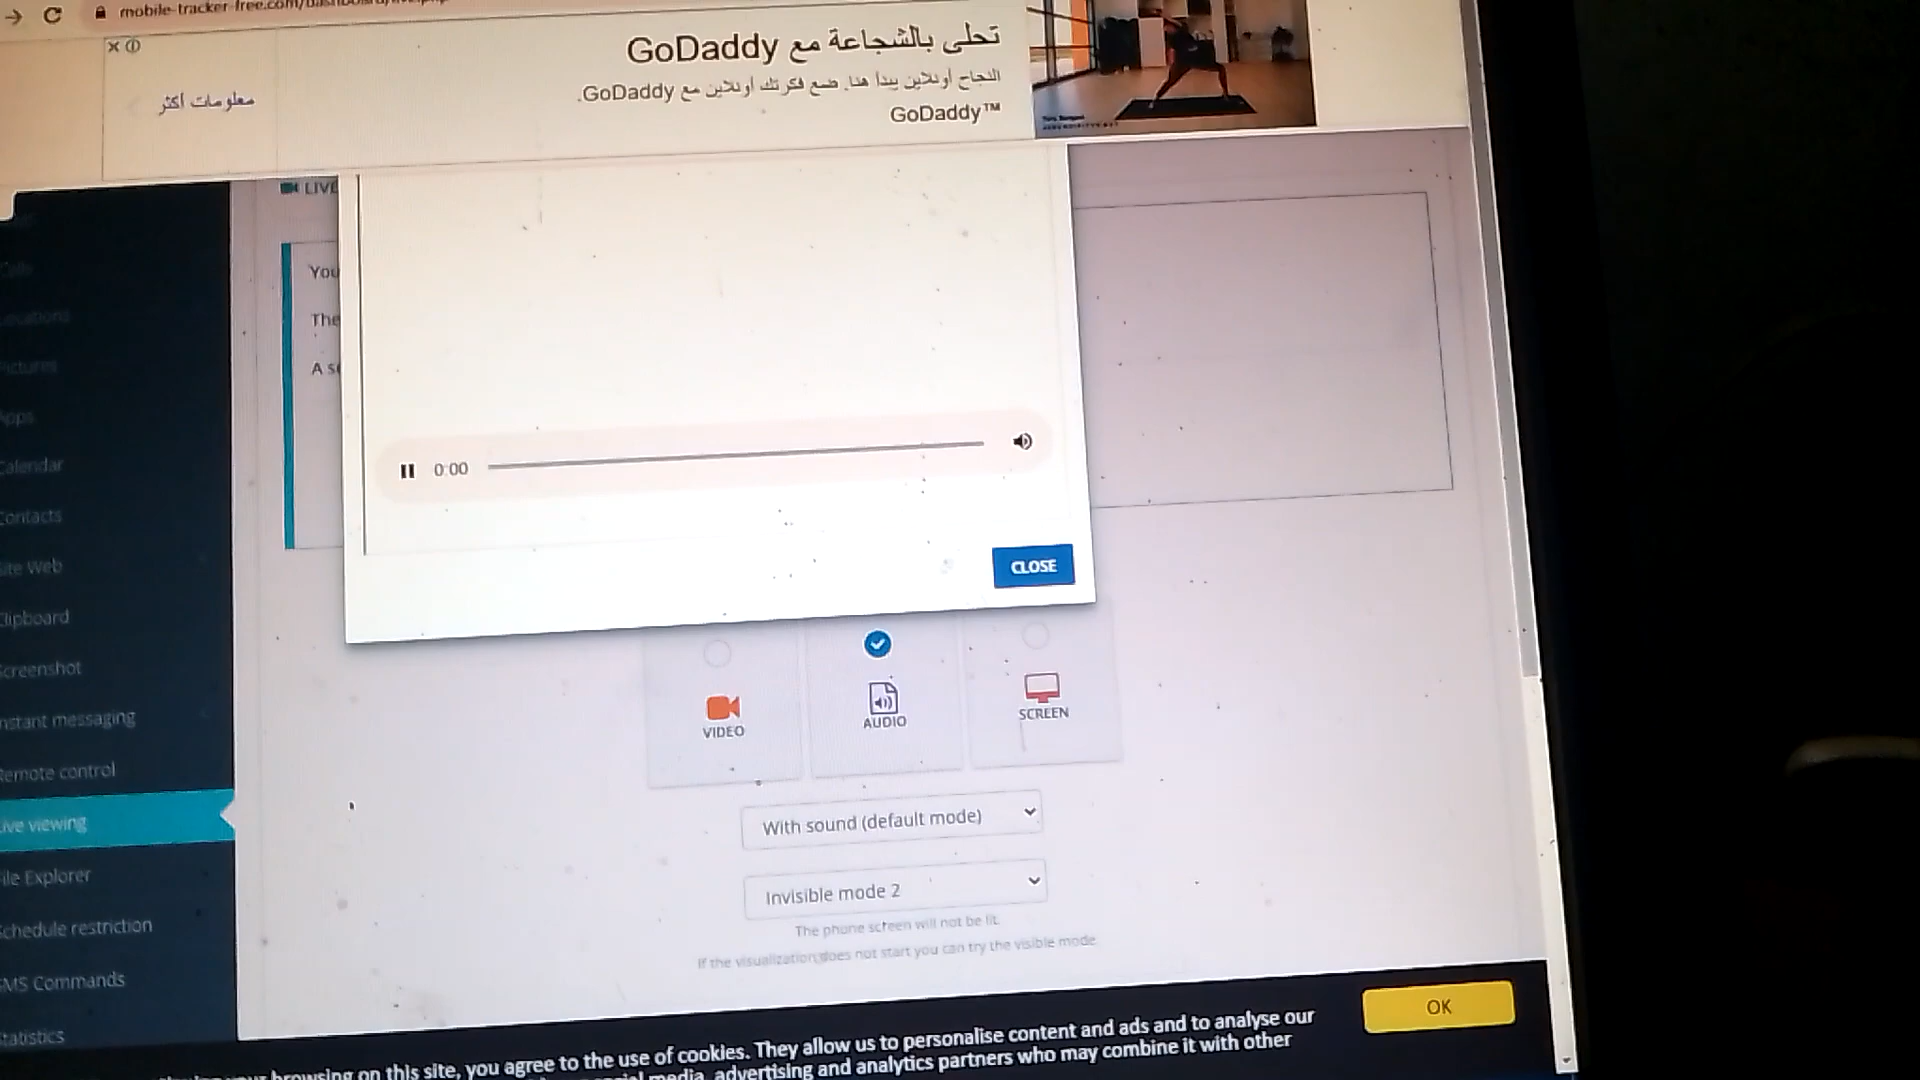 mobile-tracker-free.com/dashboard/live.php
تحلى بالشجاعة مع GoDaddy
النجاح أونلاين يبدأ هنا. ضع فكرتك أونلاين مع GoDaddy.
GoDaddy™
معلومات أكثر
LIVE
You
The
A se
0:00
CLOSE
VIDEO
AUDIO
SCREEN
With sound (default mode)
Invisible mode 2
The phone screen will not be lit.
If the visualization does not start you can try the visible mode
Calls
Locations
Pictures
Apps
Calendar
Contacts
Site Web
Clipboard
Screenshot
Instant messaging
Remote control
Live viewing
File Explorer
Schedule restriction
SMS Commands
Statistics
your browsing on this site, you agree to the use of cookies. They allow us to personalise content and ads and to analyse our
social media, advertising and analytics partners who may combine it with other
OK